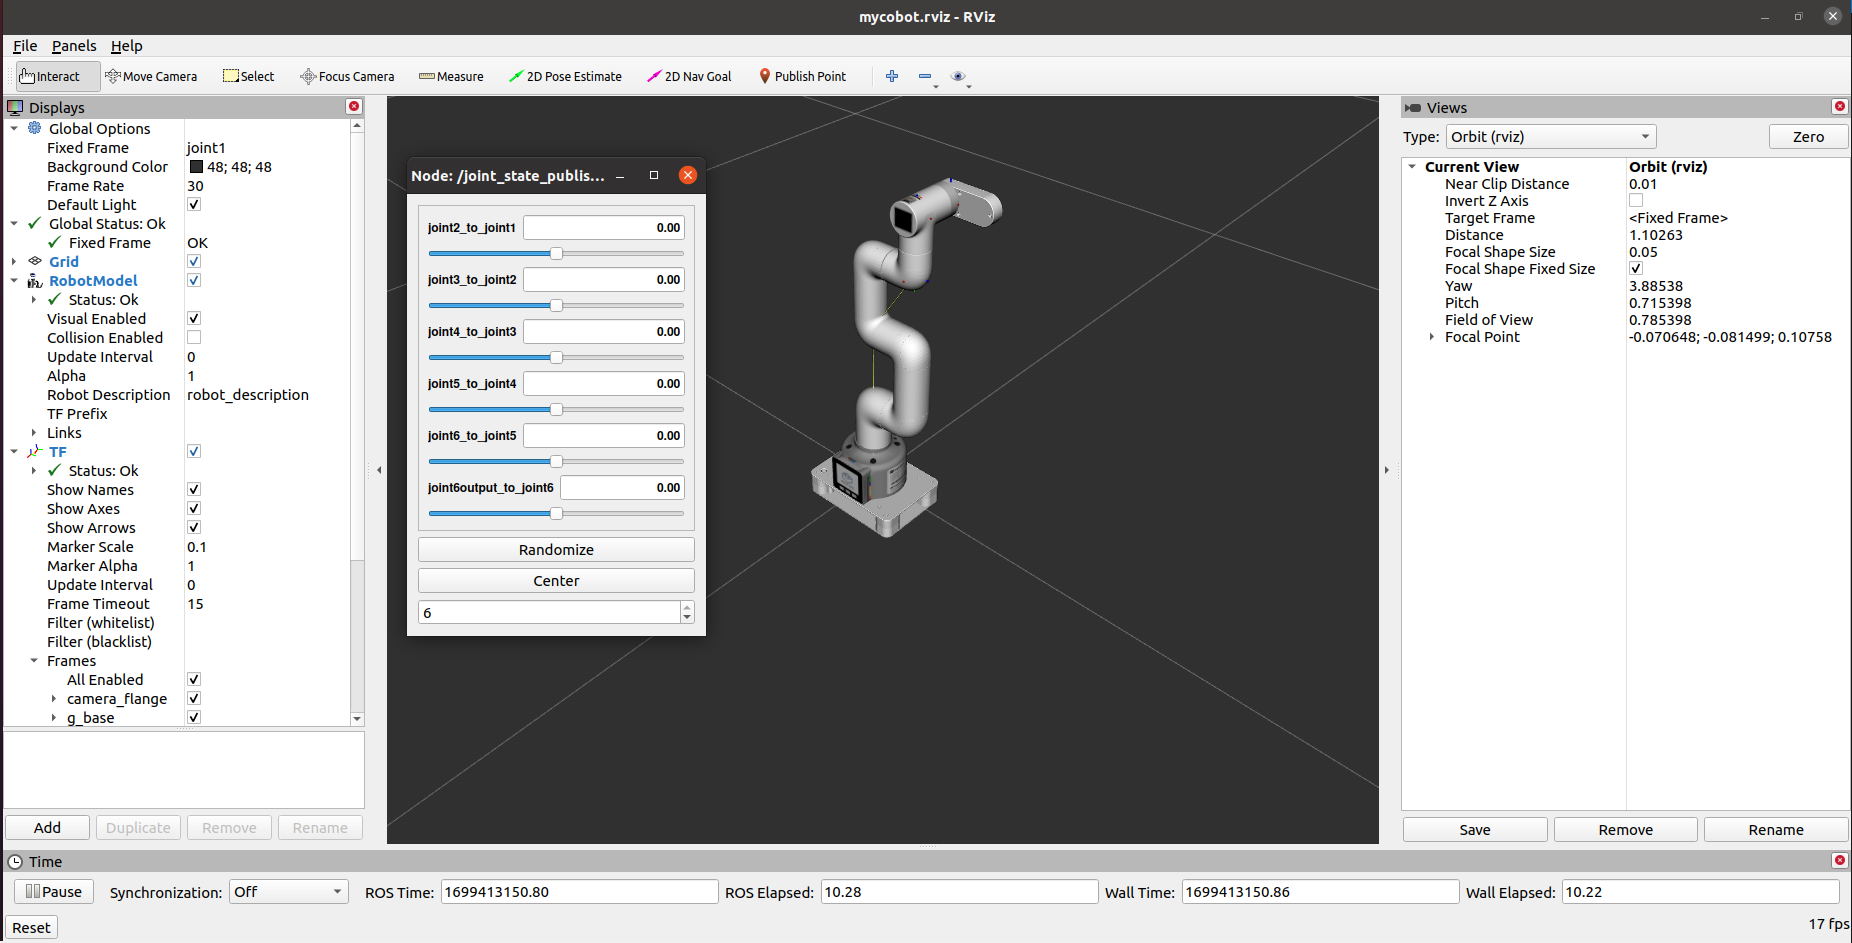 mycobot.rviz - RViz
File Panels Help
Interact Move Camera Select Focus Camera Measure 2D Pose Estimate 2D Nav Goal Publish Point
Displays
Global Options
Fixed Frame joint1
Background Color 48; 48; 48
Frame Rate 30
Default Light
Global Status: Ok
Fixed Frame OK
Grid
RobotModel
Status: Ok
Visual Enabled
Collision Enabled
Update Interval 0
Alpha 1
Robot Description robot_description
TF Prefix
Links
TF
Status: Ok
Show Names
Show Axes
Show Arrows
Marker Scale 0.1
Marker Alpha 1
Update Interval 0
Frame Timeout 15
Filter (whitelist)
Filter (blacklist)
Frames
All Enabled
camera_flange
g_base
Add Duplicate Remove Rename
Node: /joint_state_publis...
joint2_to_joint1 0.00
joint3_to_joint2 0.00
joint4_to_joint3 0.00
joint5_to_joint4 0.00
joint6_to_joint5 0.00
joint6output_to_joint6 0.00
Randomize
Center
6
Views
Type: Orbit (rviz) Zero
Current View Orbit (rviz)
Near Clip Distance 0.01
Invert Z Axis
Target Frame <Fixed Frame>
Distance 1.10263
Focal Shape Size 0.05
Focal Shape Fixed Size
Yaw 3.88538
Pitch 0.715398
Field of View 0.785398
Focal Point -0.070648; -0.081499; 0.10758
Save Remove Rename
Time
Pause Synchronization: Off ROS Time: 1699413150.80 ROS Elapsed: 10.28 Wall Time: 1699413150.86 Wall Elapsed: 10.22
Reset 17 fps